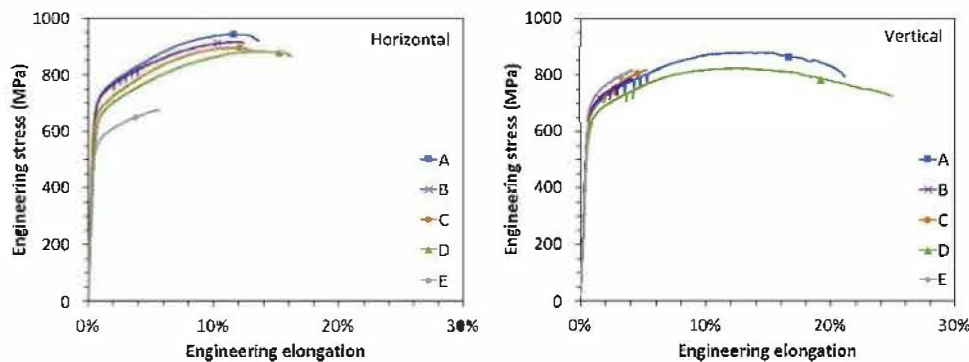 Horizontal
Engineering stress (MPa)
1000
800
600
400
200
0
A
B
C
D
E
0%
10%
20%
30%
Engineering elongation
Vertical
Engineering stress (MPa)
1000
800
600
400
200
0
A
B
C
D
E
0%
10%
20%
30%
Engineering elongation